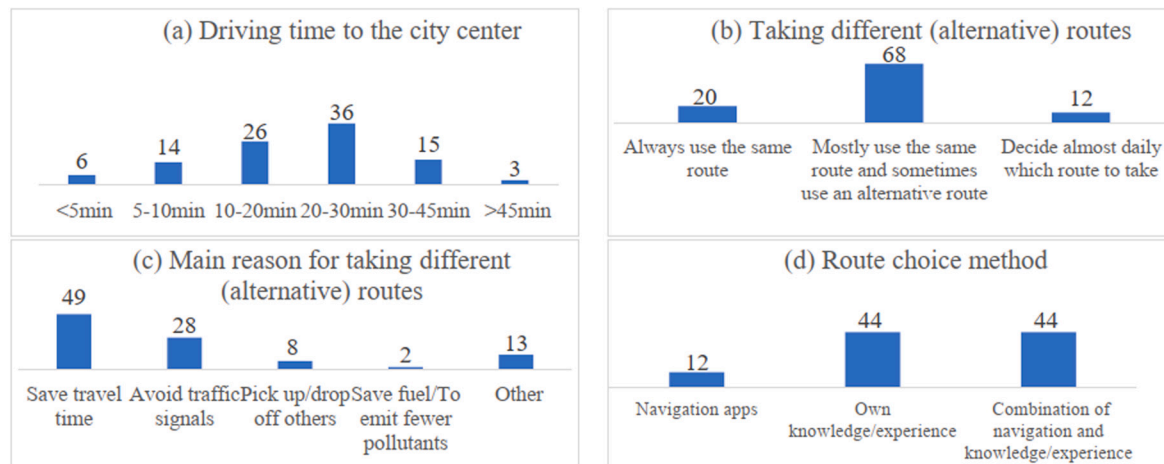 (a) Driving time to the city center
6
14
26
36
15
3
<5min 5-10min 10-20min 20-30min 30-45min >45min
(b) Taking different (alternative) routes
20
68
12
Always use the same
route
Mostly use the same
route and sometimes
use an alternative route
Decide almost daily
which route to take
(c) Main reason for taking different
(alternative) routes
49
28
8
2
13
Save travel
time
Avoid traffic
signals
Pick up/drop
off others
Save fuel/To
emit fewer
pollutants
Other
(d) Route choice method
12
44
44
Navigation apps
Own
knowledge/experience
Combination of
navigation and
knowledge/experience